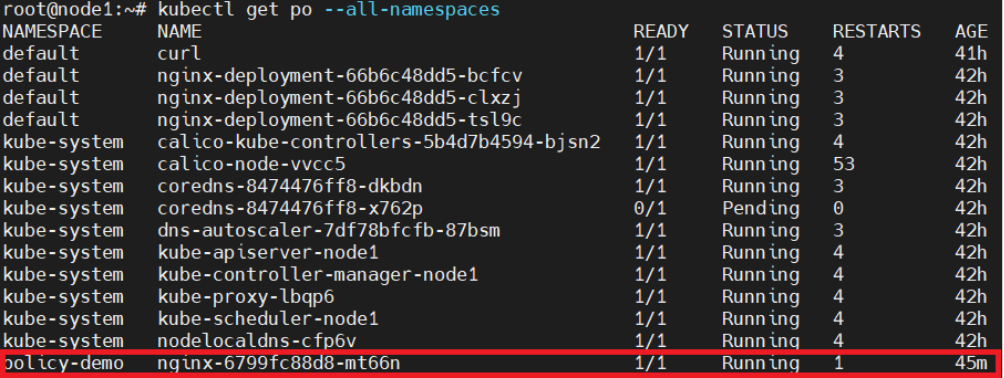 root@node1:~# kubectl get po --all-namespaces
NAMESPACE     NAME                                       READY   STATUS    RESTARTS   AGE
default       curl                                       1/1     Running   4          41h
default       nginx-deployment-66b6c48dd5-bcfcv          1/1     Running   3          42h
default       nginx-deployment-66b6c48dd5-clxzj          1/1     Running   3          42h
default       nginx-deployment-66b6c48dd5-tsl9c          1/1     Running   3          42h
kube-system   calico-kube-controllers-5b4d7b4594-bjsn2   1/1     Running   4          42h
kube-system   calico-node-vvcc5                          1/1     Running   53         42h
kube-system   coredns-8474476ff8-dkbdn                   1/1     Running   3          42h
kube-system   coredns-8474476ff8-x762p                   0/1     Pending   0          42h
kube-system   dns-autoscaler-7df78bfcfb-87bsm            1/1     Running   3          42h
kube-system   kube-apiserver-node1                       1/1     Running   4          42h
kube-system   kube-controller-manager-node1              1/1     Running   4          42h
kube-system   kube-proxy-lbqp6                           1/1     Running   4          42h
kube-system   kube-scheduler-node1                       1/1     Running   4          42h
kube-system   nodelocaldns-cfp6v                         1/1     Running   4          42h
policy-demo   nginx-6799fc88d8-mt66n                     1/1     Running   1          45m